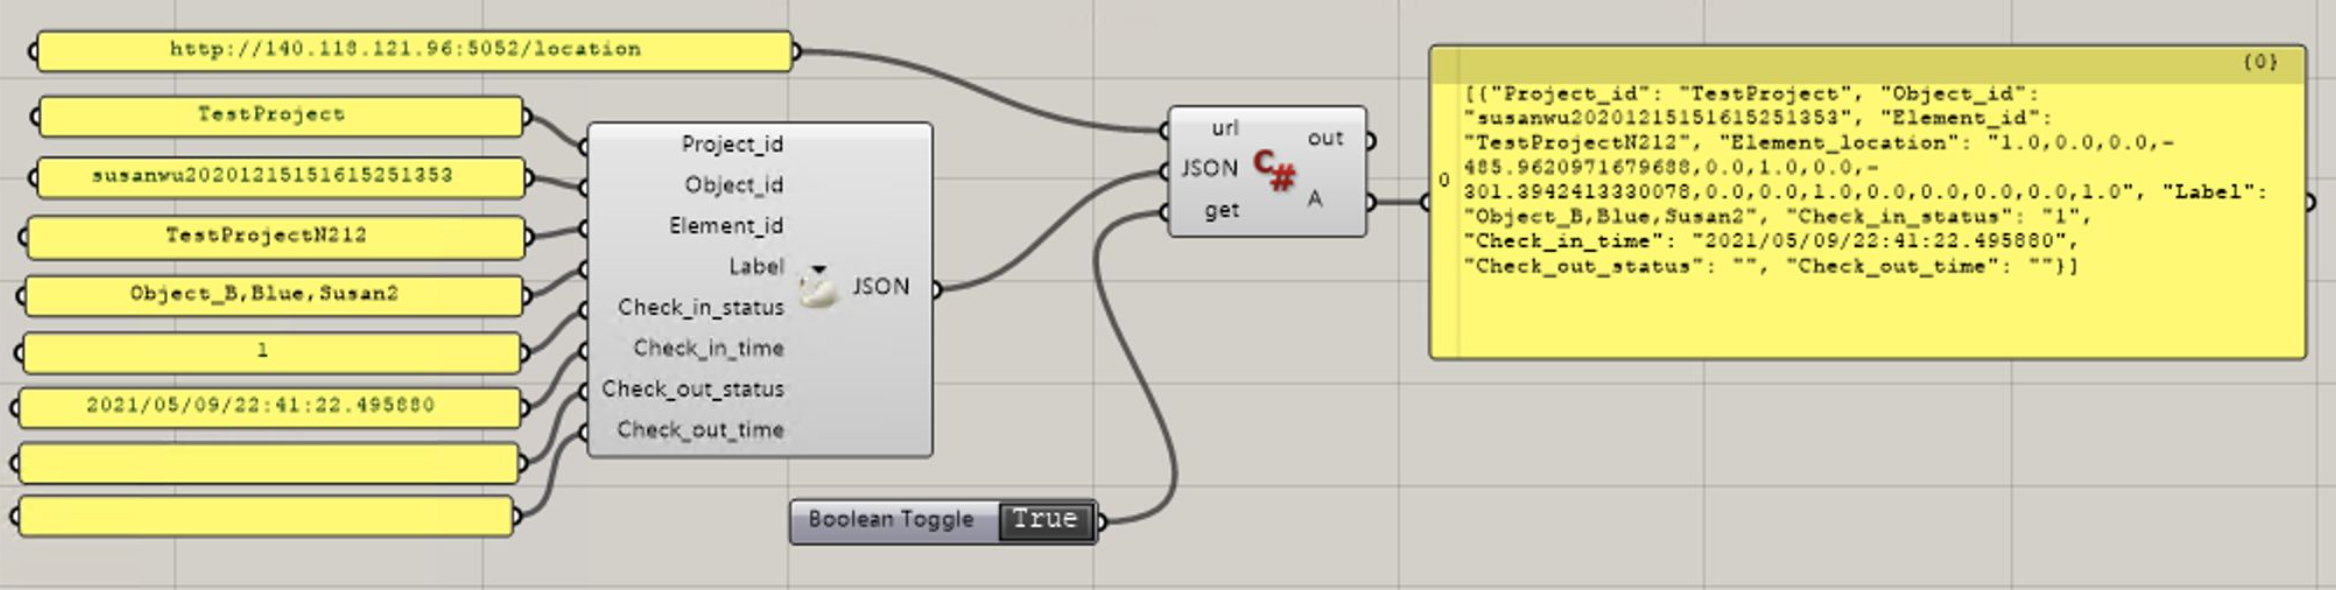 http://140.118.121.96:5052/location
TestProject
susanwu20201215151615251353
TestProjectN212
Object_B,Blue,Susan2
1
2021/05/09/22:41:22.495880
Project_id
Object_id
Element_id
Label
Check_in_status
Check_in_time
Check_out_status
Check_out_time
JSON
Boolean Toggle True
url
JSON
get
C#
out
A
{0}
0
[{"Project_id": "TestProject", "Object_id":
"susanwu20201215151615251353", "Element_id":
"TestProjectN212", "Element_location": "1.0,0.0,0.0,-
485.9620971679688,0.0,1.0,0.0,-
301.3942413330078,0.0,0.0,1.0,0.0,0.0,0.0,0.0,1.0", "Label":
"Object_B,Blue,Susan2", "Check_in_status": "1",
"Check_in_time": "2021/05/09/22:41:22.495880",
"Check_out_status": "", "Check_out_time": ""}]